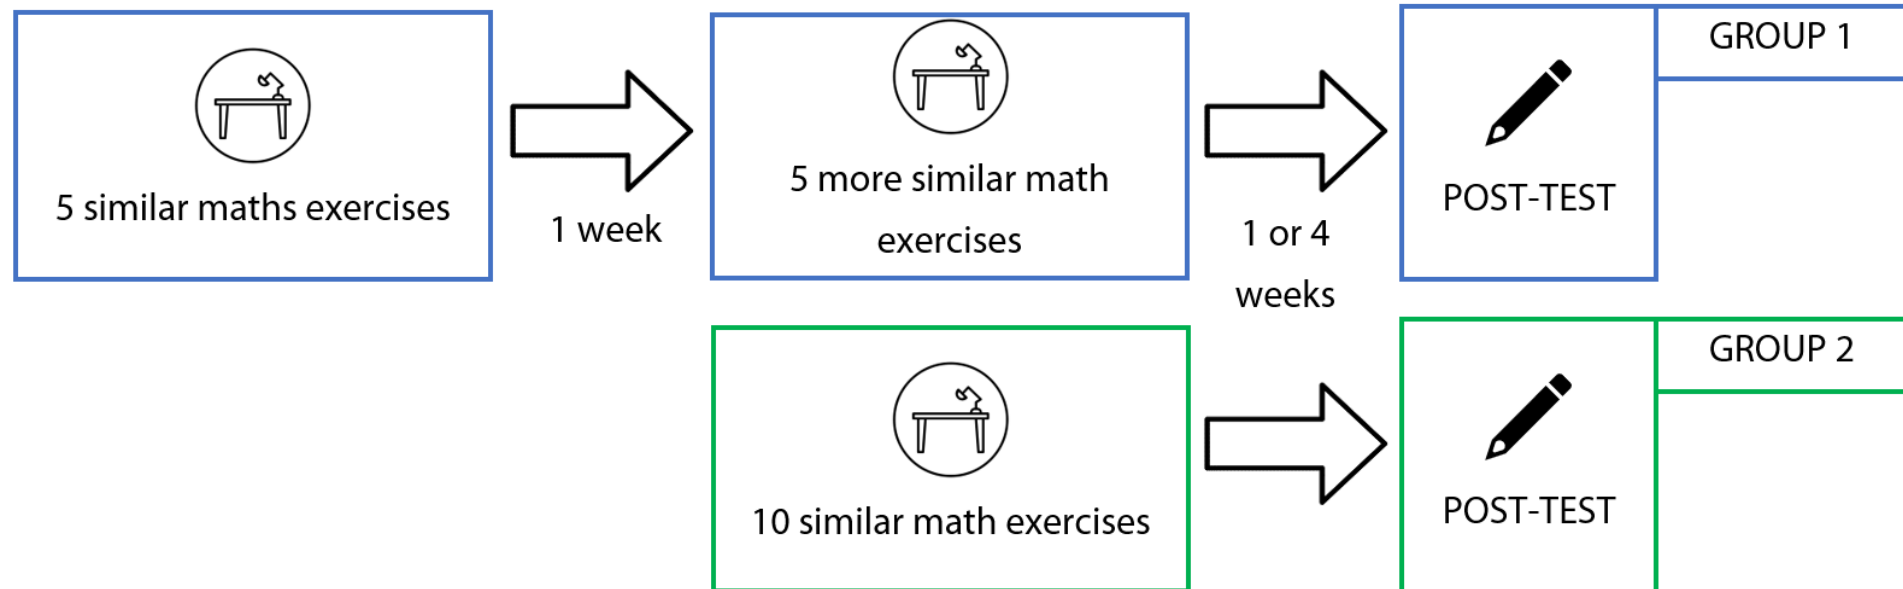 5 similar maths exercises
1 week
5 more similar math
exercises
1 or 4
weeks
POST-TEST
GROUP 1
10 similar math exercises
POST-TEST
GROUP 2